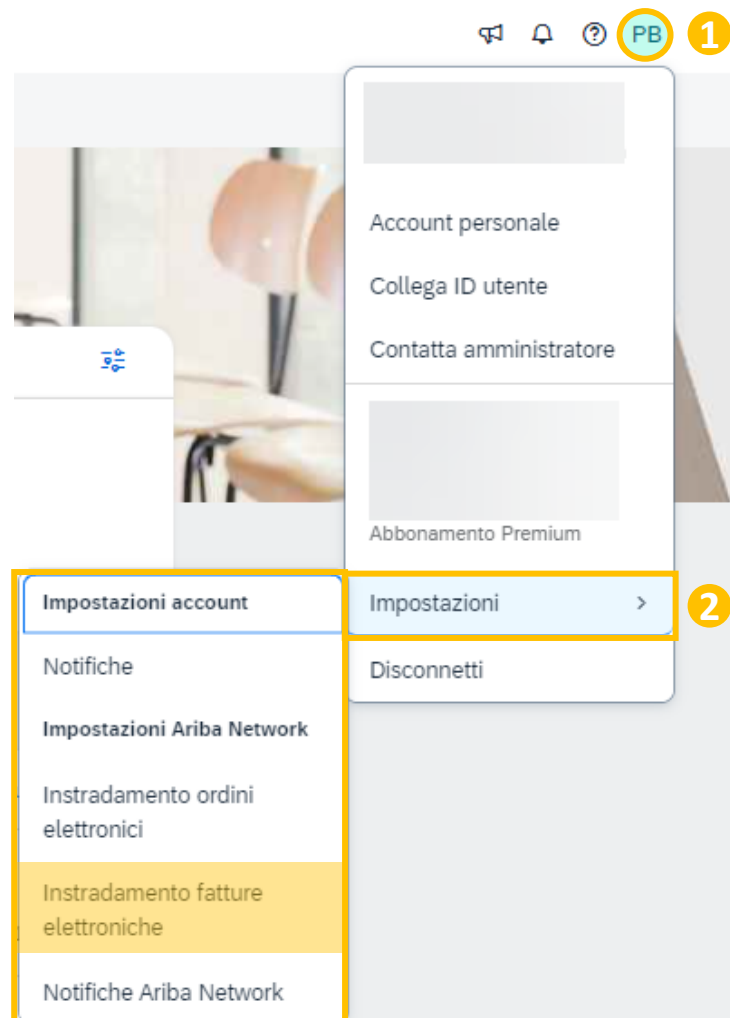 PB
1
Account personale
Collega ID utente
Contatta amministratore
Abbonamento Premium
Impostazioni
2
Disconnetti
Impostazioni account
Notifiche
Impostazioni Ariba Network
Instradamento ordini
elettronici
Instradamento fatture
elettroniche
Notifiche Ariba Network